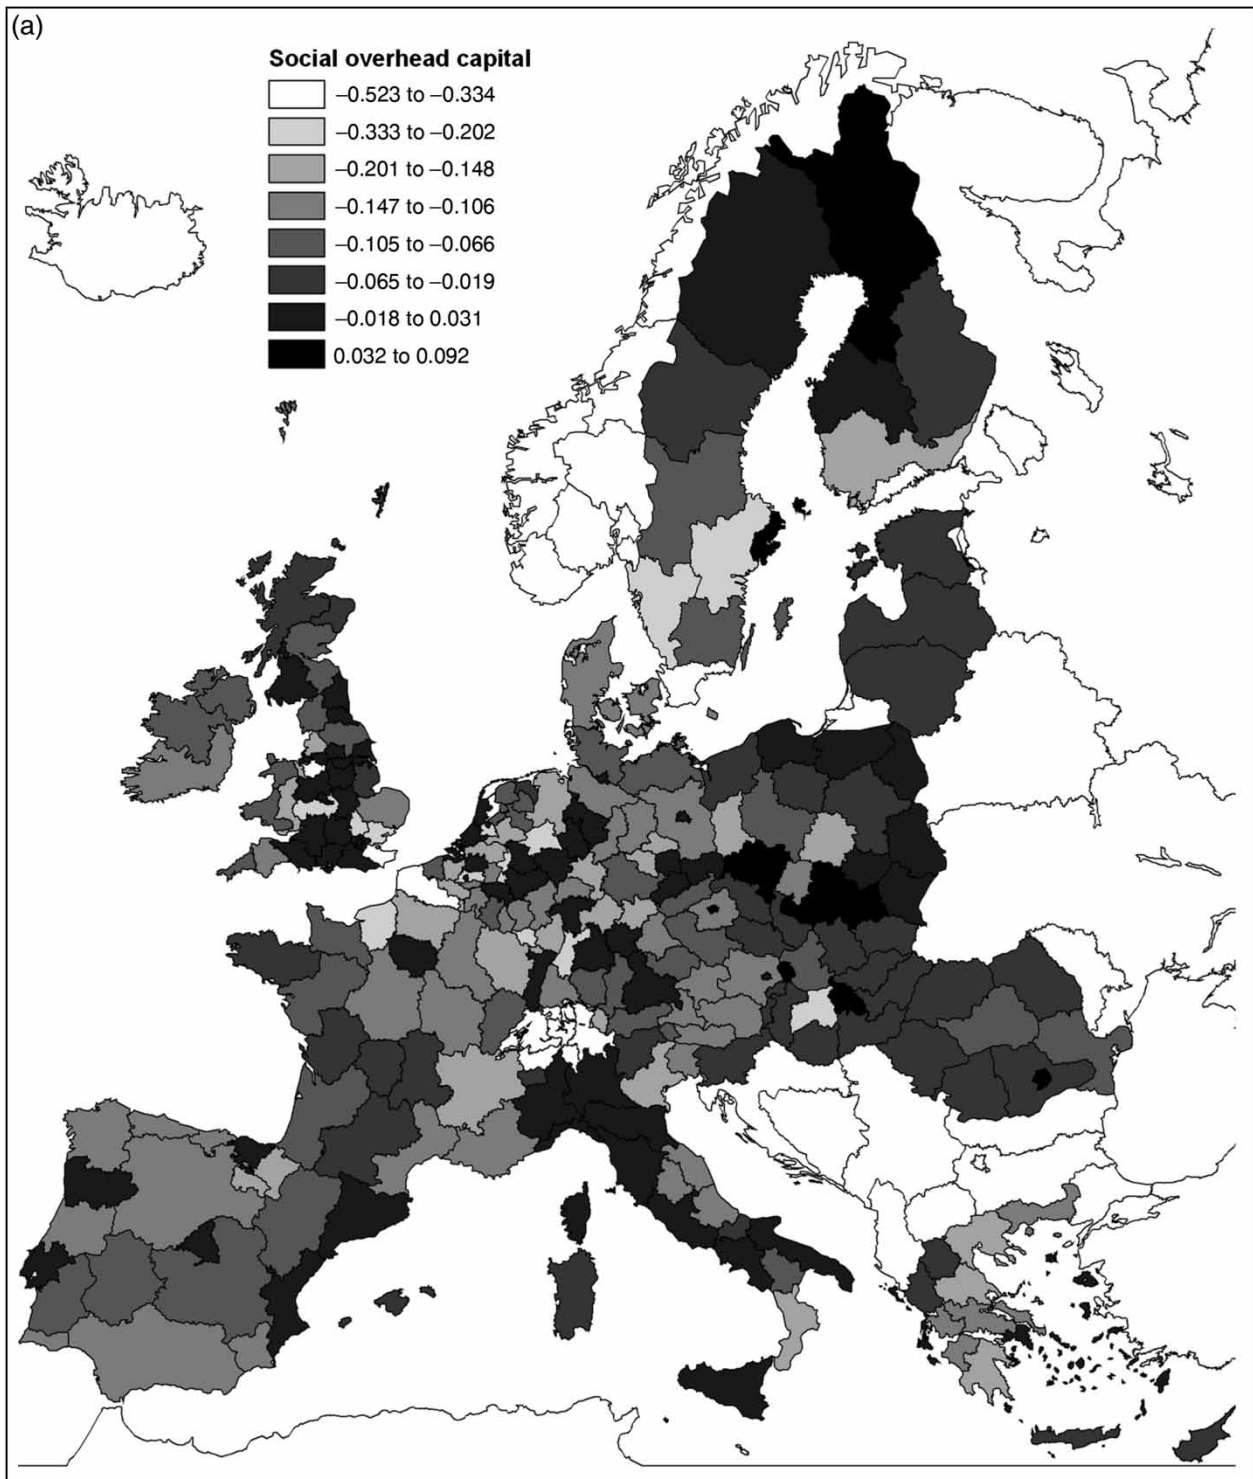 (a)
Social overhead capital
−0.523 to −0.334
−0.333 to −0.202
−0.201 to −0.148
−0.147 to −0.106
−0.105 to −0.066
−0.065 to −0.019
−0.018 to 0.031
0.032 to 0.092